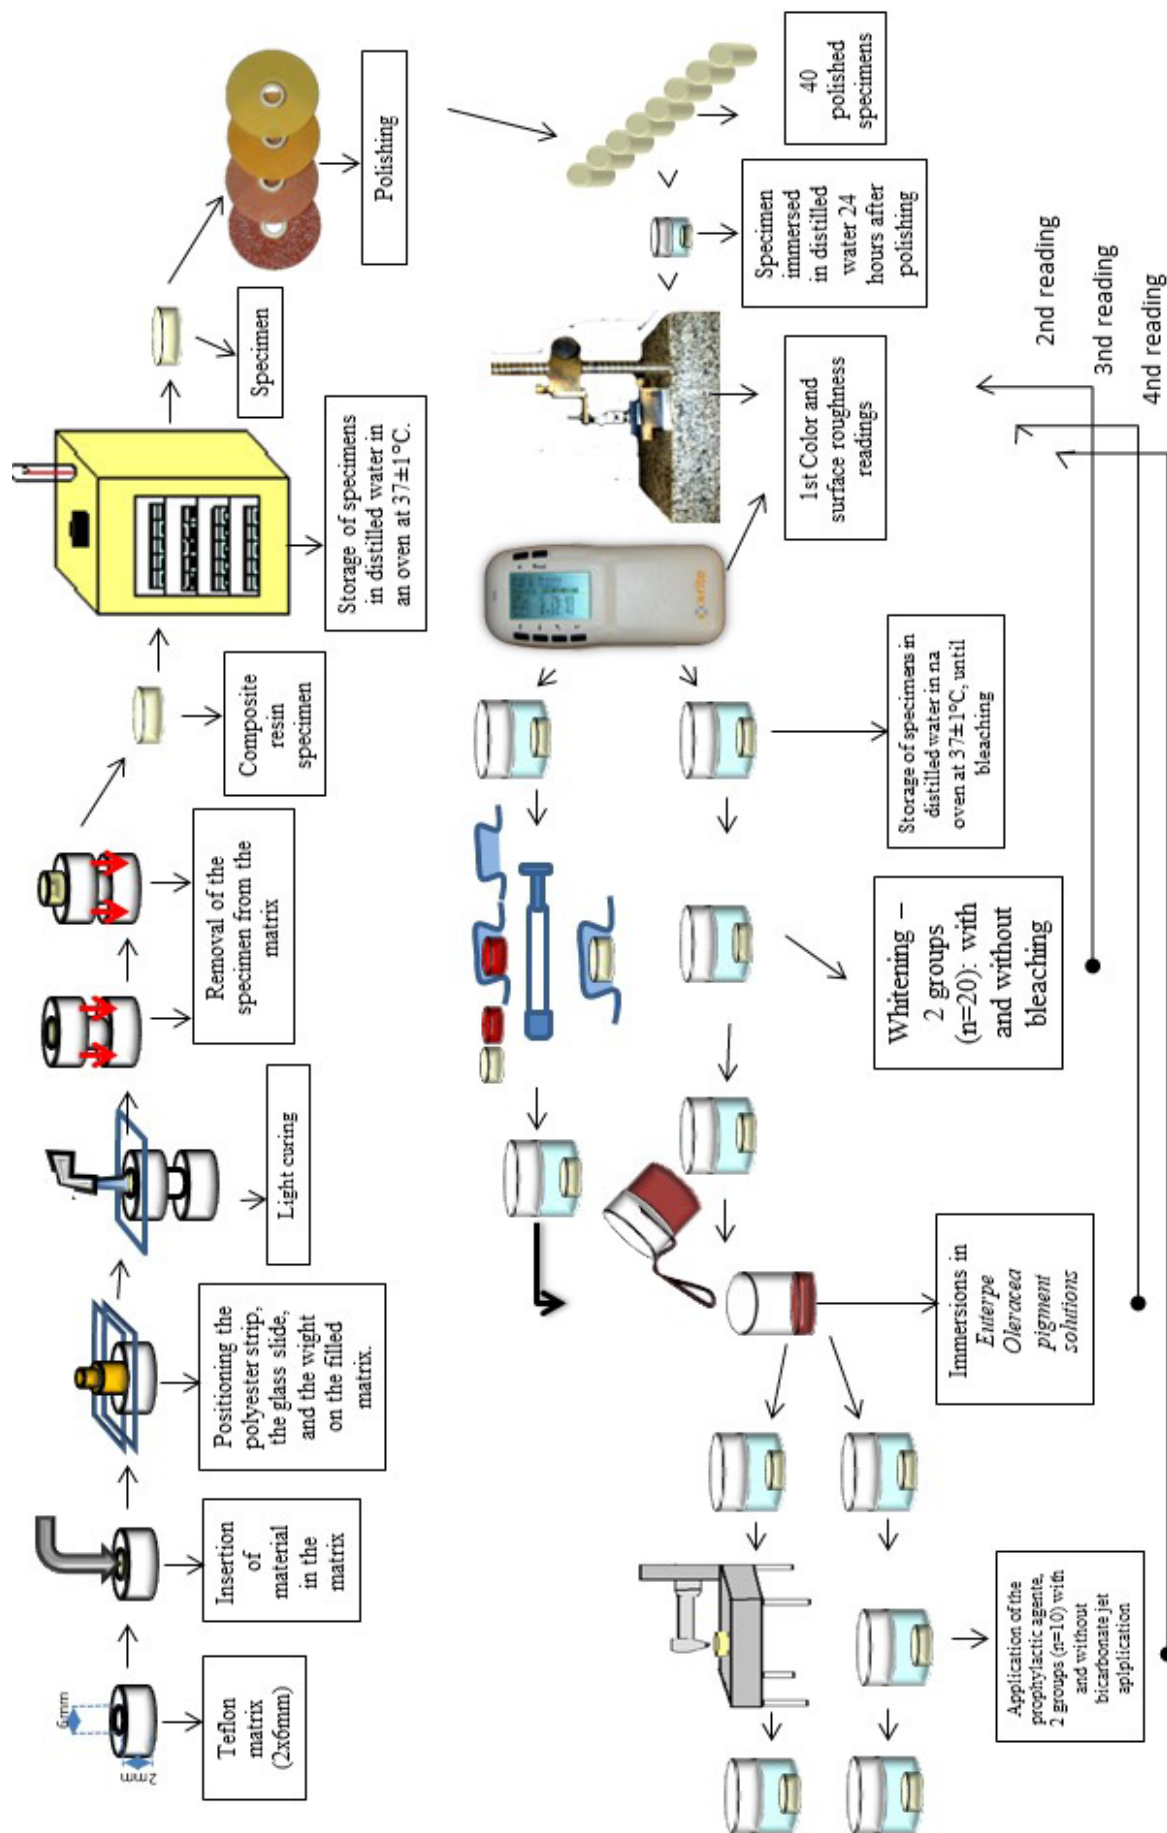 6mm
2mm
Teflon
matrix
(2x6mm)
Insertion
of
material
in the
matrix
Positioning the
polyester strip,
the glass slide,
and the wight
on the filled
matrix.
Light curing
Removal of the
specimen from the
matrix
Composite
resin
specimen
Storage of specimens
in distilled water in
an oven at 37±1°C.
Specimen
Polishing
40
polished
specimens
Specimen
immersed
in distilled
water 24
hours after
polishing
1st Color and
surface roughness
readings
x·rite
Storage of specimens in
distilled water in na
oven at 37±1°C, until
bleaching
Whitening –
2 groups
(n=20): with
and without
bleaching
Immersions in
Euterpe
Oleracea
pigment
solutions
Application of the
prophylactic agente,
2 groups (n=10) with
and without
bicarbonate jet
aplplication
2nd reading
3nd reading
4nd reading